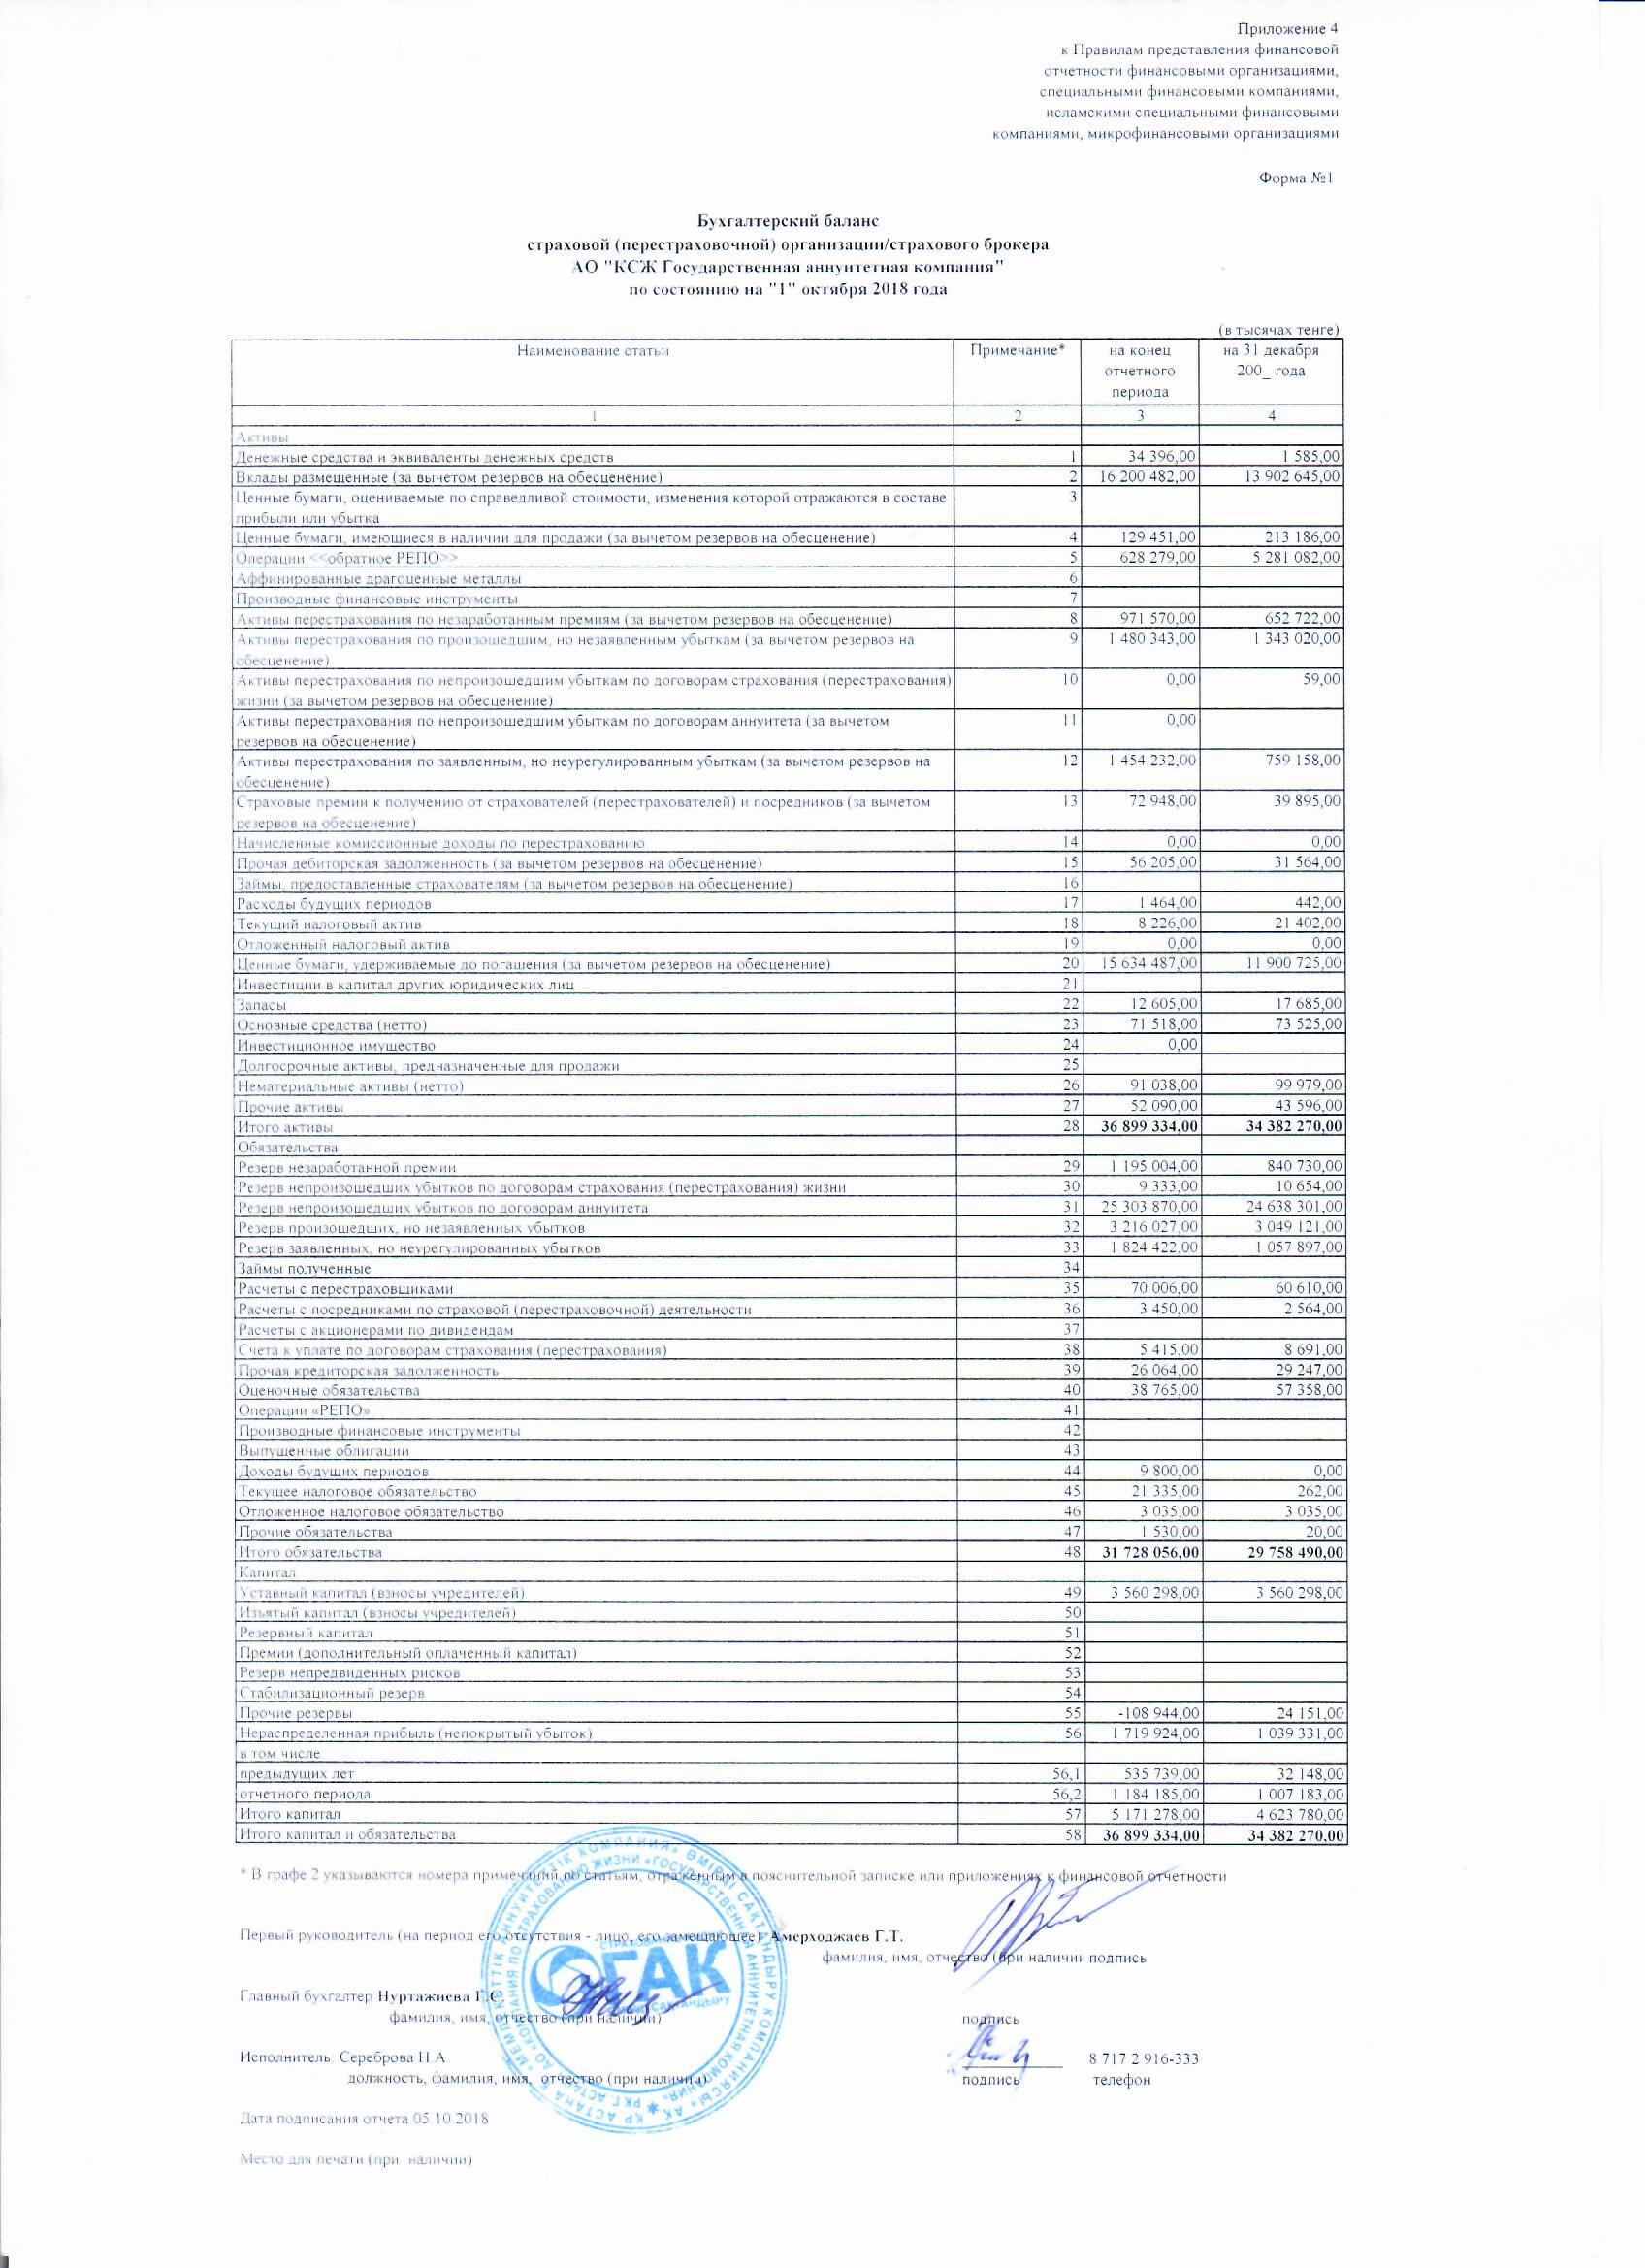 Приложение 4
к Правилам представления финансовой
отчетности финансовыми организациями,
специальными финансовыми компаниями,
исламскими специальными финансовыми
компаниями, микрофинансовыми организациями
Форма №1
Бухгалтерский баланс
страховой (перестраховочной) организации/страхового брокера
АО "КСЖ Государственная аннуитетная компания"
по состоянию на "1" октября 2018 года
(в тысячах тенге)
Наименование статьи Примечание* на конец отчетного периода на 31 декабря 200_ года
1 2 3 4
Активы
Денежные средства и эквиваленты денежных средств 1 34 396,00 1 585,00
Вклады размещенные (за вычетом резервов на обесценение) 2 16 200 482,00 13 902 645,00
Ценные бумаги, оцениваемые по справедливой стоимости, изменения которой отражаются в составе 3
прибыли или убытка
Ценные бумаги, имеющиеся в наличии для продажи (за вычетом резервов на обесценение) 4 129 451,00 213 186,00
Операции <<обратное РЕПО>> 5 628 279,00 5 281 082,00
Аффинированные драгоценные металлы 6
Производные финансовые инструменты 7
Активы перестрахования по незаработанным премиям (за вычетом резервов на обесценение) 8 971 570,00 652 722,00
Активы перестрахования по произошедшим, но незаявленным убыткам (за вычетом резервов на 9 1 480 343,00 1 343 020,00
обесценение)
Активы перестрахования по непроизошедшим убыткам по договорам страхования (перестрахования) 10 0,00 59,00
жизни (за вычетом резервов на обесценение)
Активы перестрахования по непроизошедшим убыткам по договорам аннуитета (за вычетом 11 0,00
резервов на обесценение)
Активы перестрахования по заявленным, но неурегулированным убыткам (за вычетом резервов на 12 1 454 232,00 759 158,00
обесценение)
Страховые премии к получению от страхователей (перестрахователей) и посредников (за вычетом 13 72 948,00 39 895,00
резервов на обесценение)
Начисленные комиссионные доходы по перестрахованию 14 0,00 0,00
Прочая дебиторская задолженность (за вычетом резервов на обесценение) 15 56 205,00 31 564,00
Займы, предоставленные страхователям (за вычетом резервов на обесценение) 16
Расходы будущих периодов 17 1 464,00 442,00
Текущий налоговый актив 18 8 226,00 21 402,00
Отложенный налоговый актив 19 0,00 0,00
Ценные бумаги, удерживаемые до погашения (за вычетом резервов на обесценение) 20 15 634 487,00 11 900 725,00
Инвестиции в капитал других юридических лиц 21
Запасы 22 12 605,00 17 685,00
Основные средства (нетто) 23 71 518,00 73 525,00
Инвестиционное имущество 24 0,00
Долгосрочные активы, предназначенные для продажи 25
Нематериальные активы (нетто) 26 91 038,00 99 979,00
Прочие активы 27 52 090,00 43 596,00
Итого активы 28 36 899 334,00 34 382 270,00
Обязательства
Резерв незаработанной премии 29 1 195 004,00 840 730,00
Резерв непроизошедших убытков по договорам страхования (перестрахования) жизни 30 9 333,00 10 654,00
Резерв непроизошедших убытков по договорам аннуитета 31 25 303 870,00 24 638 301,00
Резерв произошедших, но незаявленных убытков 32 3 216 027,00 3 049 121,00
Резерв заявленных, но неурегулированных убытков 33 1 824 422,00 1 057 897,00
Займы полученные 34
Расчеты с перестраховщиками 35 70 006,00 60 610,00
Расчеты с посредниками по страховой (перестраховочной) деятельности 36 3 450,00 2 564,00
Расчеты с акционерами по дивидендам 37
Счета к уплате по договорам страхования (перестрахования) 38 5 415,00 8 691,00
Прочая кредиторская задолженность 39 26 064,00 29 247,00
Оценочные обязательства 40 38 765,00 57 358,00
Операции «РЕПО» 41
Производные финансовые инструменты 42
Выпущенные облигации 43
Доходы будущих периодов 44 9 800,00 0,00
Текущее налоговое обязательство 45 21 335,00 262,00
Отложенное налоговое обязательство 46 3 035,00 3 035,00
Прочие обязательства 47 1 530,00 20,00
Итого обязательства 48 31 728 056,00 29 758 490,00
Капитал
Уставный капитал (взносы учредителей) 49 3 560 298,00 3 560 298,00
Изъятый капитал (взносы учредителей) 50
Резервный капитал 51
Премии (дополнительный оплаченный капитал) 52
Резерв непредвиденных рисков 53
Стабилизационный резерв 54
Прочие резервы 55 -108 944,00 24 151,00
Нераспределенная прибыль (непокрытый убыток) 56 1 719 924,00 1 039 331,00
в том числе
предыдущих лет 56,1 535 739,00 32 148,00
отчетного периода 56,2 1 184 185,00 1 007 183,00
Итого капитал 57 5 171 278,00 4 623 780,00
Итого капитал и обязательства 58 36 899 334,00 34 382 270,00
* В графе 2 указываются номера примечаний по статьям, отраженным в пояснительной записке или приложениях к финансовой отчетности
Первый руководитель (на период его отсутствия - лицо, его замещающее) Амерходжаев Г.Т.
фамилия, имя, отчество (при наличии подпись
ГАК
Главный бухгалтер Нуртажиева Г.С.
фамилия, имя, отчество (при наличии) подпись
Исполнитель Сереброва Н.А. 8 717 2 916-333
должность, фамилия, имя, отчество (при наличии) подпись телефон
Дата подписания отчета 05.10.2018
Место для печати (при наличии)